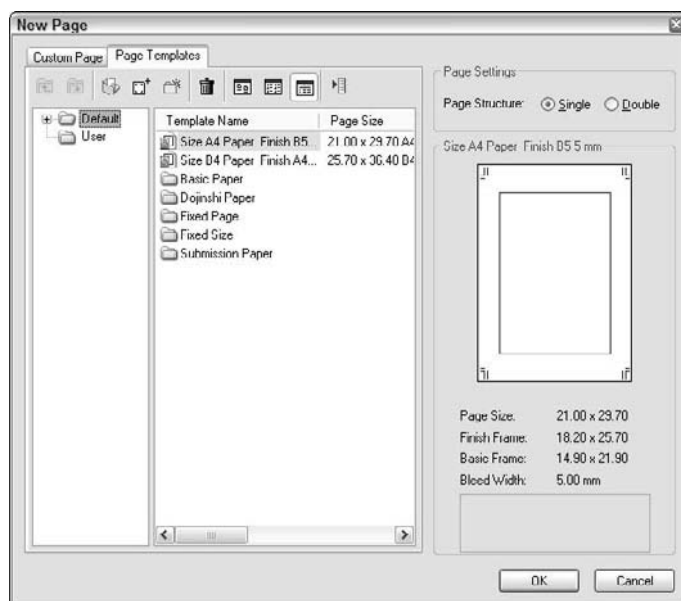 New Page
Custom Page Page Templates
Default
User
Template Name Page Size
Size A4 Paper Finish B5 21.00 x 29.70 A4
Size B4 Paper Finish A4... 25.70 x 36.40 B4
Basic Paper
Dojinshi Paper
Fixed Page
Fixed Size
Submission Paper
Page Settings
Page Structure: Single Double
Size A4 Paper Finish B5 5 mm
Page Size: 21.00 x 29.70
Finish Frame: 18.20 x 25.70
Basic Frame: 14.90 x 21.90
Bleed Width: 5.00 mm
OK Cancel